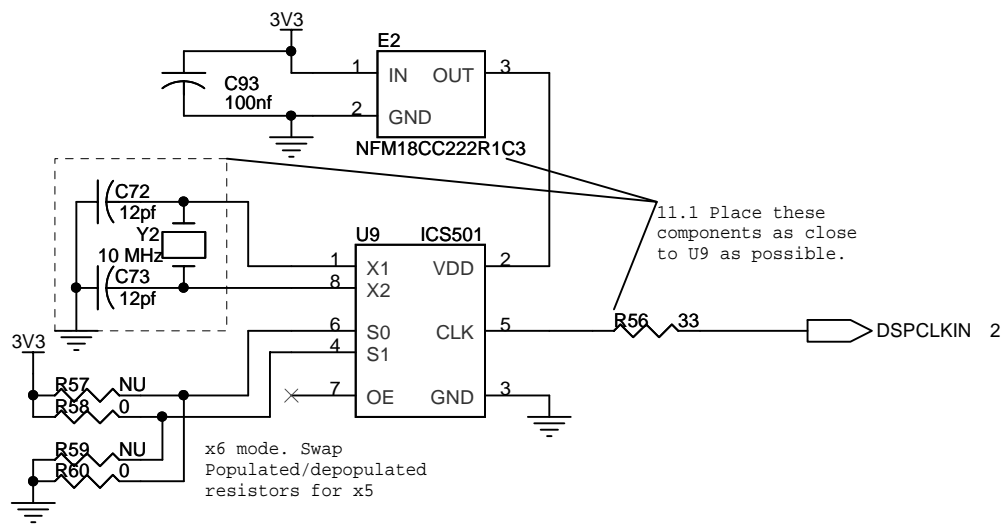 3V3
E2
1 IN OUT 3
C93
100nf
2 GND
NFM18CC222R1C3
C72
12pf
Y2
10 MHz
C73
12pf
11.1 Place these
components as close
to U9 as possible.
U9 ICS501
1 X1 VDD 2
8 X2
6 S0 CLK 5
4 S1
7 OE GND 3
R56 33
DSPCLKIN 2
3V3
R57 NU
R58 0
R59 NU
R60 0
x6 mode. Swap
Populated/depopulated
resistors for x5